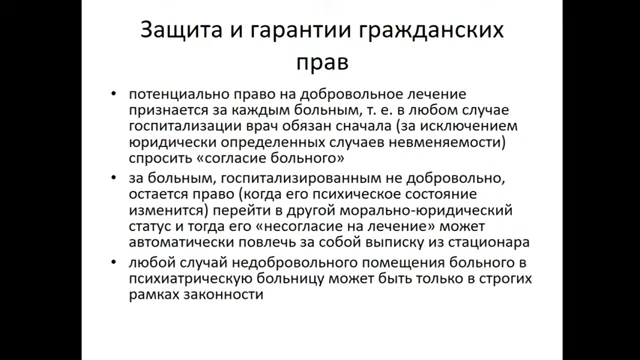 Защита и гарантии гражданских
прав
• потенциально право на добровольное лечение
признается за каждым больным, т. е. в любом случае
госпитализации врач обязан сначала (за исключением
юридически определенных случаев невменяемости)
спросить «согласие больного»
• за больным, госпитализированным не добровольно,
остается право (когда его психическое состояние
изменится) перейти в другой морально-юридический
статус и тогда его «несогласие на лечение» может
автоматически повлечь за собой выписку из стационара
• любой случай недобровольного помещения больного в
психиатрическую больницу может быть только в строгих
рамках законности